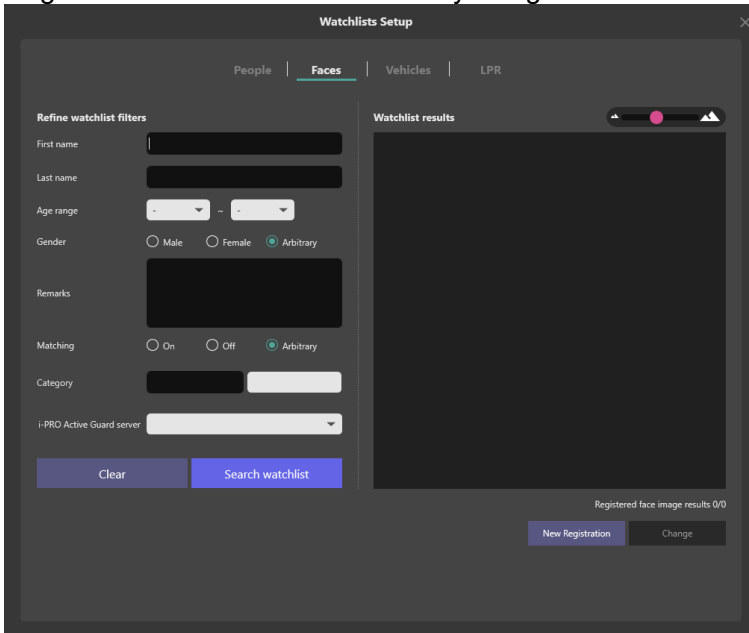 Watchlists Setup
People | Faces | Vehicles | LPR
Refine watchlist filters
First name
Last name
Age range - ~ -
Gender Male Female Arbitrary
Remarks
Matching On Off Arbitrary
Category
i-PRO Active Guard server
Clear Search watchlist
Watchlist results
Registered face image results 0/0
New Registration Change